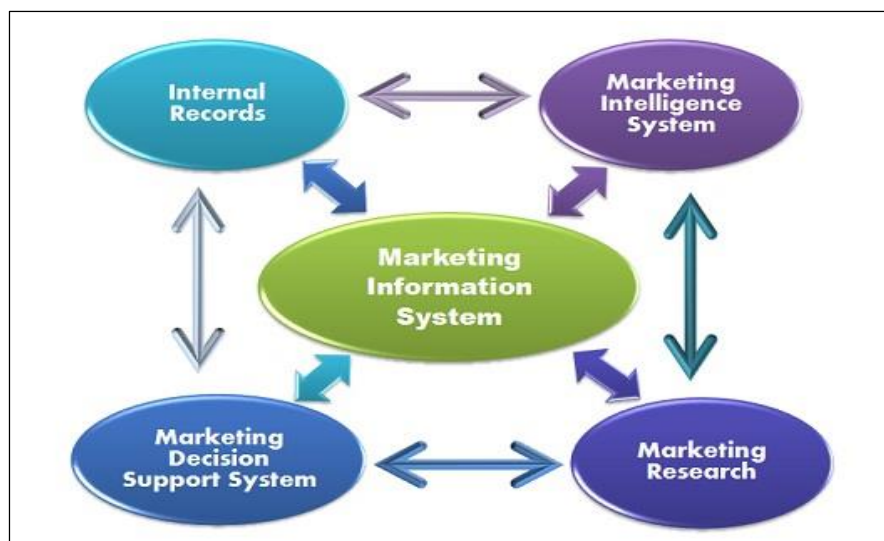 Internal
Records
Marketing
Intelligence
System
Marketing
Information
System
Marketing
Decision
Support System
Marketing
Research